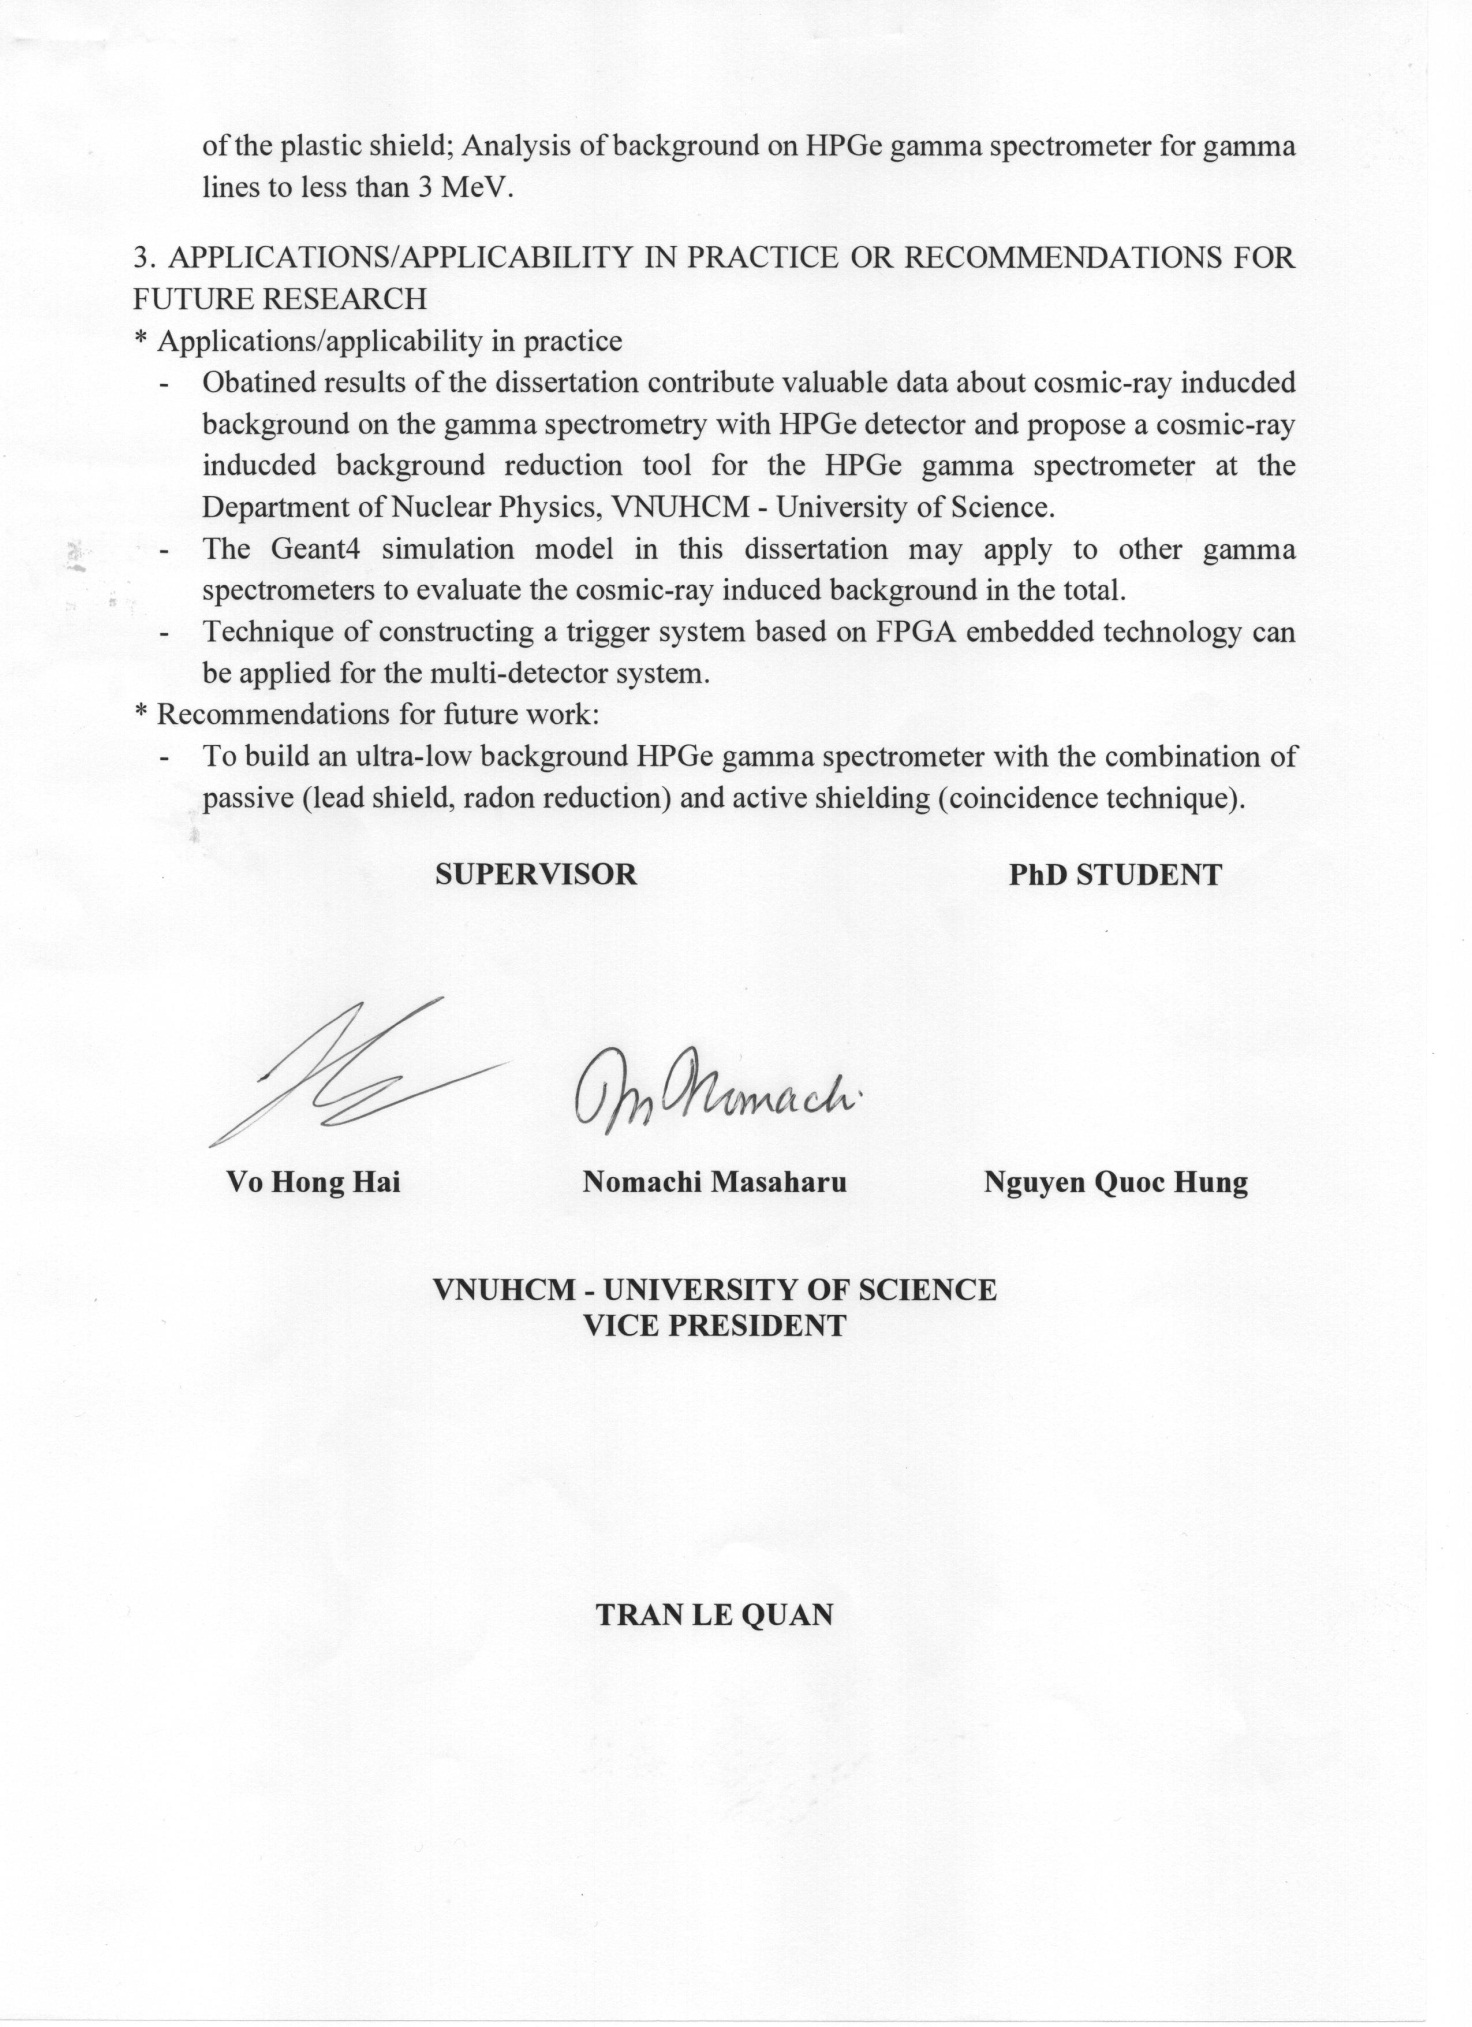 of the plastic shield; Analysis of background on HPGe gamma spectrometer for gamma
lines to less than 3 MeV.
3. APPLICATIONS/APPLICABILITY IN PRACTICE OR RECOMMENDATIONS FOR
FUTURE RESEARCH
* Applications/applicability in practice
- Obatined results of the dissertation contribute valuable data about cosmic-ray inducded
background on the gamma spectrometry with HPGe detector and propose a cosmic-ray
inducded background reduction tool for the HPGe gamma spectrometer at the
Department of Nuclear Physics, VNUHCM - University of Science.
- The Geant4 simulation model in this dissertation may apply to other gamma
spectrometers to evaluate the cosmic-ray induced background in the total.
- Technique of constructing a trigger system based on FPGA embedded technology can
be applied for the multi-detector system.
* Recommendations for future work:
- To build an ultra-low background HPGe gamma spectrometer with the combination of
passive (lead shield, radon reduction) and active shielding (coincidence technique).
SUPERVISOR PhD STUDENT
M Nomachi
Vo Hong Hai Nomachi Masaharu Nguyen Quoc Hung
VNUHCM - UNIVERSITY OF SCIENCE
VICE PRESIDENT
TRAN LE QUAN